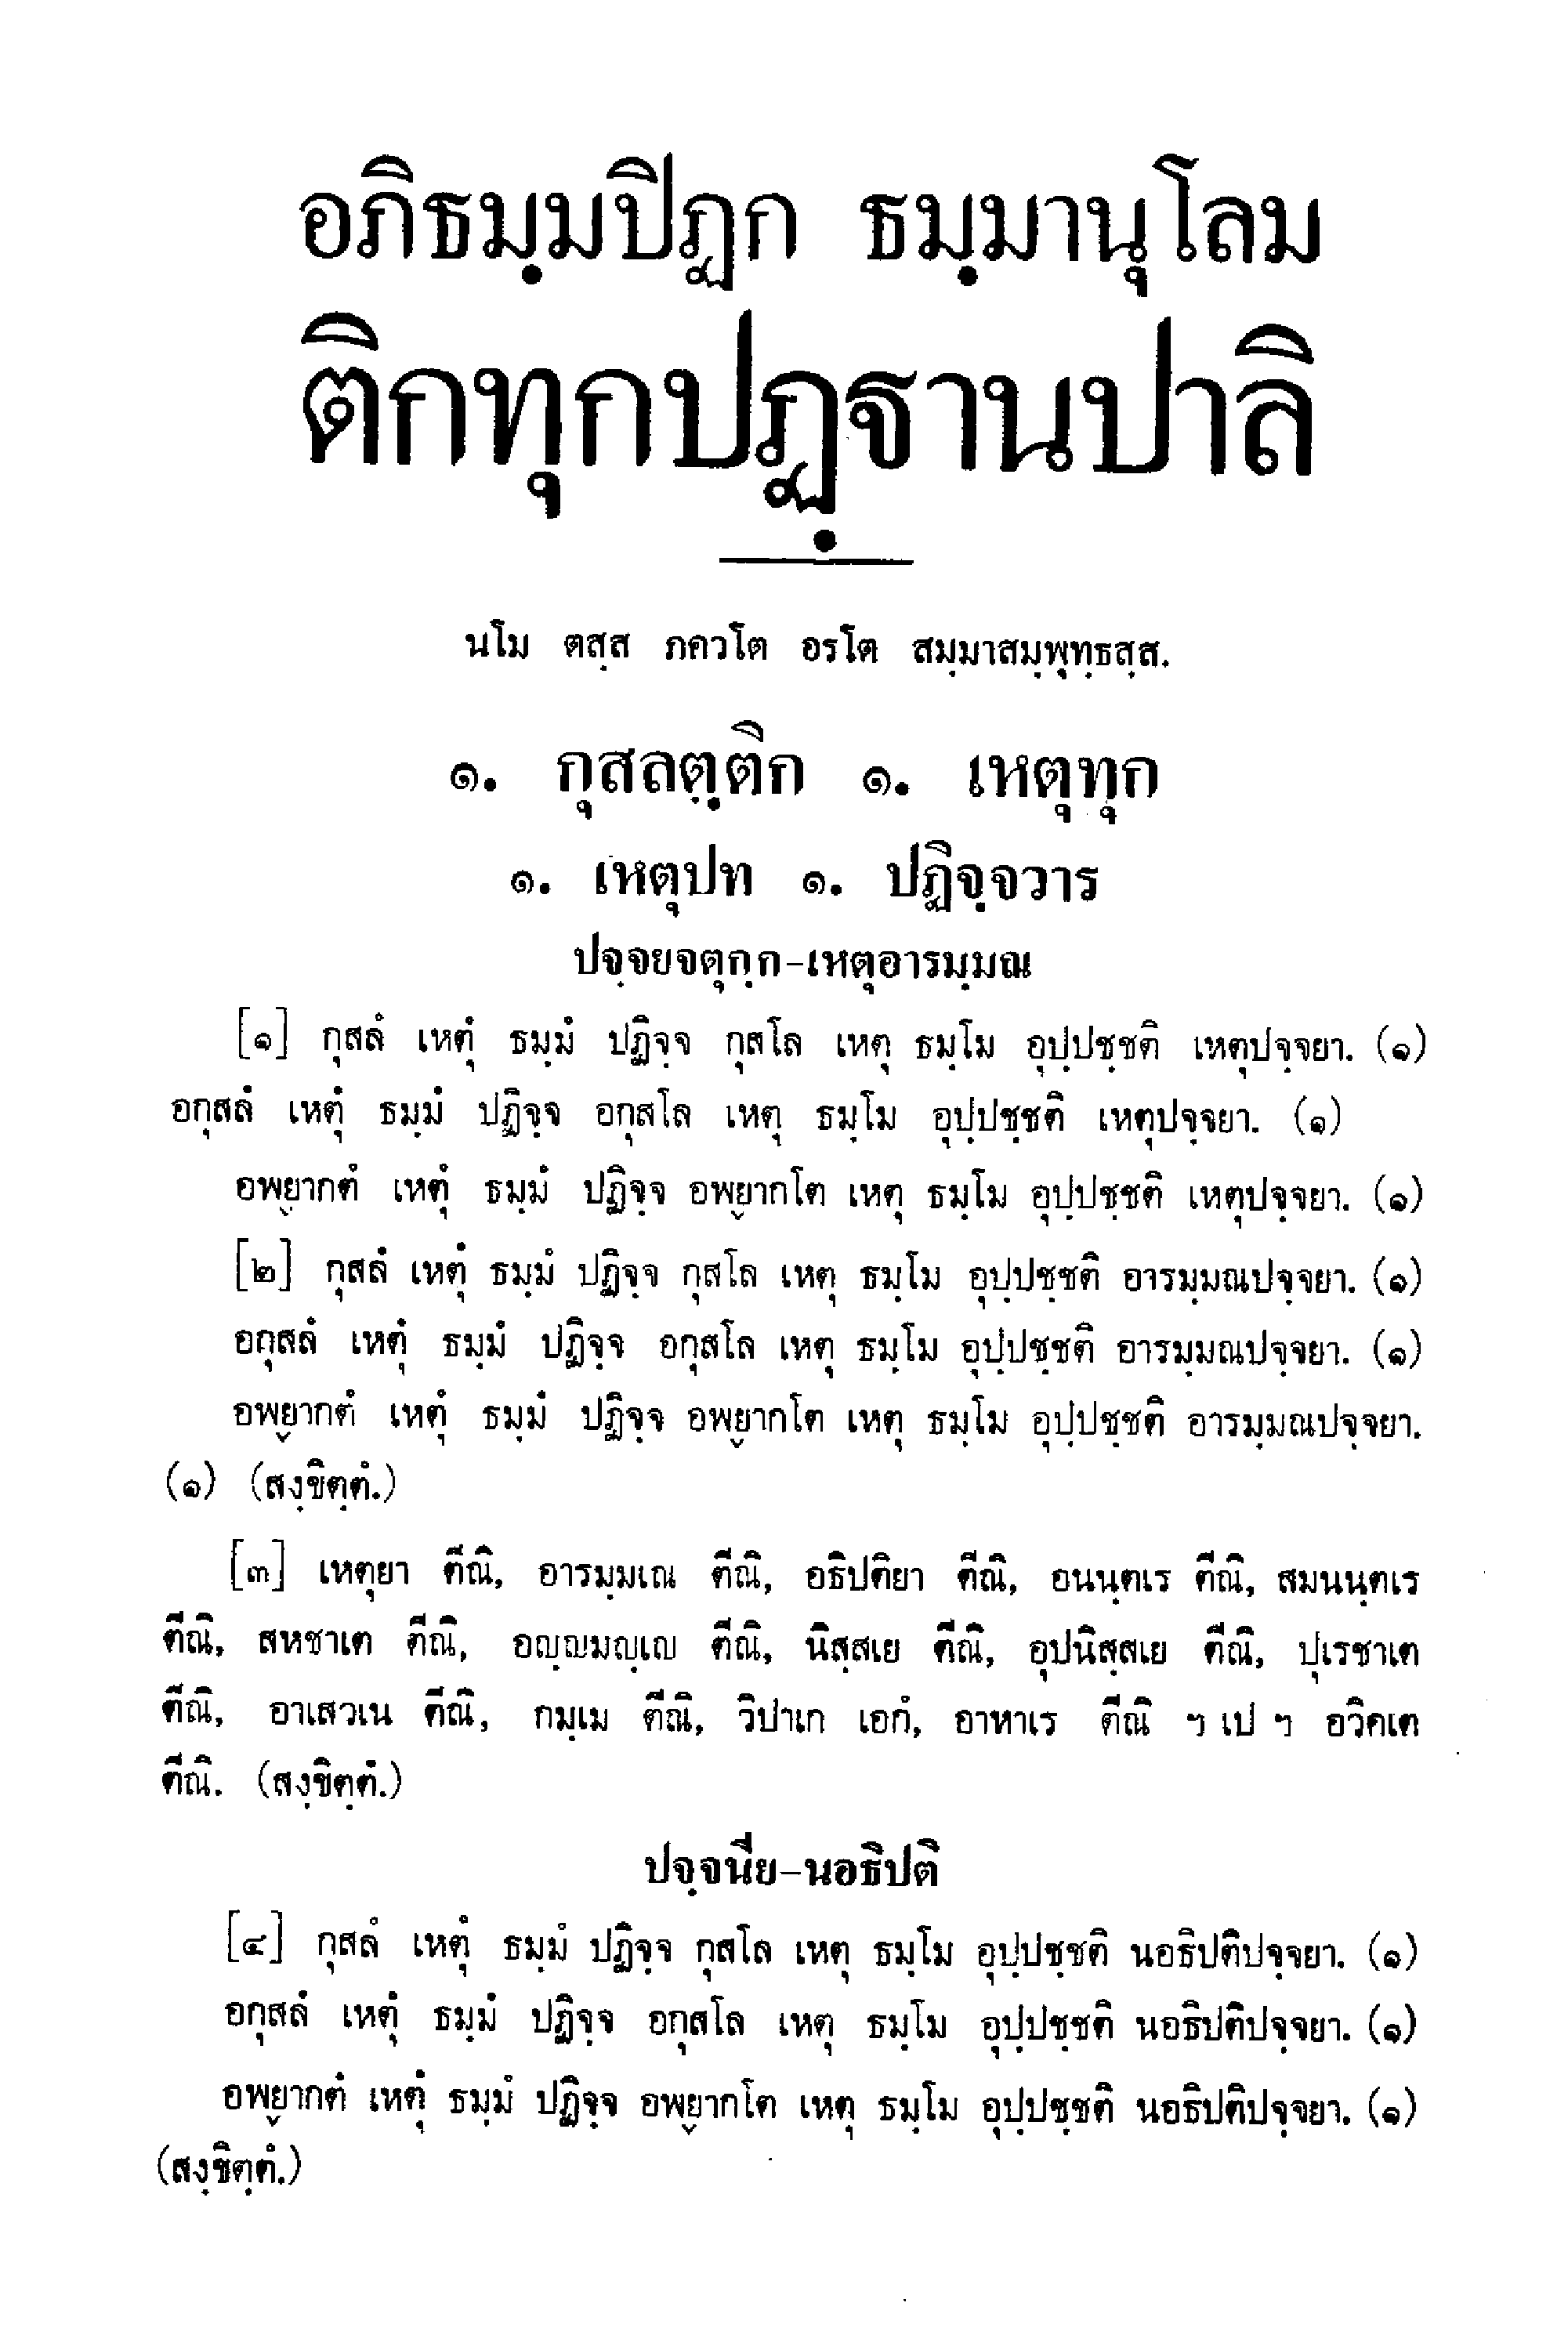 อภิธมฺมปิฏก ธมฺมานุโลม
ติกทุกปฏฺฐานปาลิ
นโม ตสฺส ภควโต อรโต สมฺมาสมฺพุทฺธสฺส.
๑. กุสลตฺติก ๑. เหตุทุก
๑. เหตุปท ๑. ปฏิจฺจวาร
ปจฺจยจตุกฺก-เหตุอารมฺมณ
[๑] กุสลํ เหตุํ ธมฺมํ ปฏิจฺจ กุสโล เหตุ ธมฺโม อุปฺปชฺชติ เหตุปจฺจยา. (๑)
อกุสลํ เหตุํ ธมฺมํ ปฏิจฺจ อกุสโล เหตุ ธมฺโม อุปฺปชฺชติ เหตุปจฺจยา. (๑)
อพฺยากตํ เหตุํ ธมฺมํ ปฏิจฺจ อพฺยากโต เหตุ ธมฺโม อุปฺปชฺชติ เหตุปจฺจยา. (๑)
[๒] กุสลํ เหตุํ ธมฺมํ ปฏิจฺจ กุสโล เหตุ ธมฺโม อุปฺปชฺชติ อารมฺมณปจฺจยา. (๑)
อกุสลํ เหตุํ ธมฺมํ ปฏิจฺจ อกุสโล เหตุ ธมฺโม อุปฺปชฺชติ อารมฺมณปจฺจยา. (๑)
อพฺยากตํ เหตุํ ธมฺมํ ปฏิจฺจ อพฺยากโต เหตุ ธมฺโม อุปฺปชฺชติ อารมฺมณปจฺจยา.
(๑) (สงฺขิตฺตํ.)
[๓] เหตุยา ตีณิ, อารมฺมเณ ตีณิ, อธิปติยา ตีณิ, อนนฺตเร ตีณิ, สมนนฺตเร
ตีณิ, สหชาเต ตีณิ, อญฺญมญฺเญ ตีณิ, นิสฺสเย ตีณิ, อุปนิสฺสเย ตีณิ, ปุเรชาเต
ตีณิ, อาเสวเน ตีณิ, กมฺเม ตีณิ, วิปาเก เอกํ, อาหาเร ตีณิ ฯ เป ฯ อวิคเต
ตีณิ. (สงฺขิตฺตํ.)
ปจฺจนีย-นอธิปติ
[๔] กุสลํ เหตุํ ธมฺมํ ปฏิจฺจ กุสโล เหตุ ธมฺโม อุปฺปชฺชติ นอธิปติปจฺจยา. (๑)
อกุสลํ เหตุํ ธมฺมํ ปฏิจฺจ อกุสโล เหตุ ธมฺโม อุปฺปชฺชติ นอธิปติปจฺจยา. (๑)
อพฺยากตํ เหตุํ ธมฺมํ ปฏิจฺจ อพฺยากโต เหตุ ธมฺโม อุปฺปชฺชติ นอธิปติปจฺจยา. (๑)
(สงฺขิตฺตํ.)